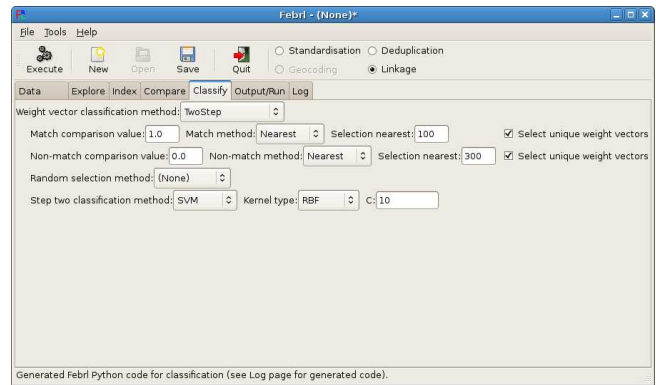 Febrl - (None)*
File Tools Help
Execute New Open Save Quit Standardisation Deduplication
Geocoding Linkage
Data Explore Index Compare Classify Output/Run Log
Weight vector classification method: TwoStep
Match comparison value: 1.0 Match method: Nearest Selection nearest: 100 Select unique weight vectors
Non-match comparison value: 0.0 Non-match method: Nearest Selection nearest: 300 Select unique weight vectors
Random selection method: (None)
Step two classification method: SVM Kernel type: RBF C: 10
Generated Febrl Python code for classification (see Log page for generated code).